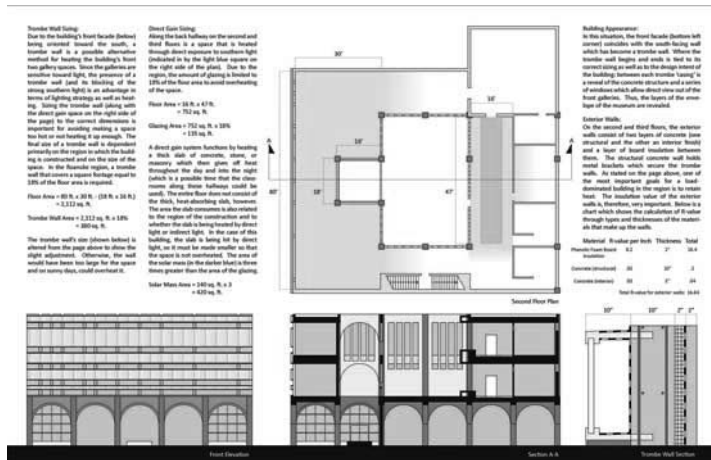 Trombe Wall Sizing:
Due to the building's front facade (below)
being oriented toward the south, a
trombe wall is a possible alternative
method for heating the building's front
two gallery spaces. Since the galleries are
sensitive toward light, the presence of a
trombe wall (and its blocking of the
strong southern light) is an advantage in
terms of lighting strategy as well as heat-
ing. Sizing the trombe wall (along with
the direct gain space on the right side of
the page) to the correct dimensions is
important for avoiding making a space
too hot or not heating it up enough. The
final size of a trombe wall is dependent
primarily on the region in which the build-
ing is constructed and on the size of the
space. In the Roanoke region, a trombe
wall that covers a square footage equal to
18% of the floor area is required.
= 2,112 sq. ft.
Trombe Wall Area = 2,112 sq. ft. x 18%
= 380 sq. ft.
The trombe wall's size (shown below) is
altered from the page above to show the
slight adjustment. Otherwise, the wall
would have been too large for the space
and on sunny days, could overheat it.
Direct Gain Sizing:
Along the back hallway on the second and
third floors is a space that is heated
through direct exposure to southern light
(indicated in by the light blue square on
the right side of the plan). Due to the
region, the amount of glazing is limited to
18% of the floor area to avoid overheating
of the space.
Floor Area = 16 ft. x 47 ft.
= 752 sq. ft.
Glazing Area = 752 sq. ft. x 18%
= 135 sq. ft.
A direct gain system functions by heating
a thick slab of concrete, stone, or
masonry which then gives off heat
throughout the day and into the night
(which is a possible time that the class-
rooms along these hallways could be
used). The entire floor does not consist of
the thick, heat-absorbing slab, however.
The area the slab consumes is also related
to the region of the construction and to
whether the slab is being heated by direct
light or indirect light. In the case of this
building, the slab is being hit by direct
light, so it must be made smaller so that
the space is not overheated. The area of
the solar mass (in the darker blue) is three
times greater than the area of the glazing.
Solar Mass Area = 140 sq. ft. x 3
= 420 sq. ft.
A
A
47'
Second Floor Plan
Building Appearance:
In this situation, the front facade (bottom left
corner) coincides with the south-facing wall
which has become a trombe wall. Where the
trombe wall begins and ends is tied to its
correct sizing as well as to the design intent of
the building: between each trombe 'casing' is
a reveal of the concrete structure and a series
of windows which allow direct view out of the
front galleries. Thus, the layers of the enve-
lope of the museum are revealed.
Exterior Walls:
On the second and third floors, the exterior
walls consist of two layers of concrete (one
structural and the other an interior finish)
and a layer of board insulation between
them. The structural concrete wall holds
metal brackets which secure the trombe
walls. As stated on the page above, one of
the most important goals for a load-
dominated building in the region is to retain
heat. The insulation value of the exterior
walls is, therefore, very important. Below is a
chart which shows the calculation of R-value
through types and thicknesses of the materi-
als that make up the walls.
Material R-value per inch Thickness Total
Phenolic Foam Board
Insulation
Concrete (structural)
Concrete (interior)
Total R-value for exterior walls:
10" 10" 2" 2"
Front Elevation
Section A-A
Trombe Wall Section